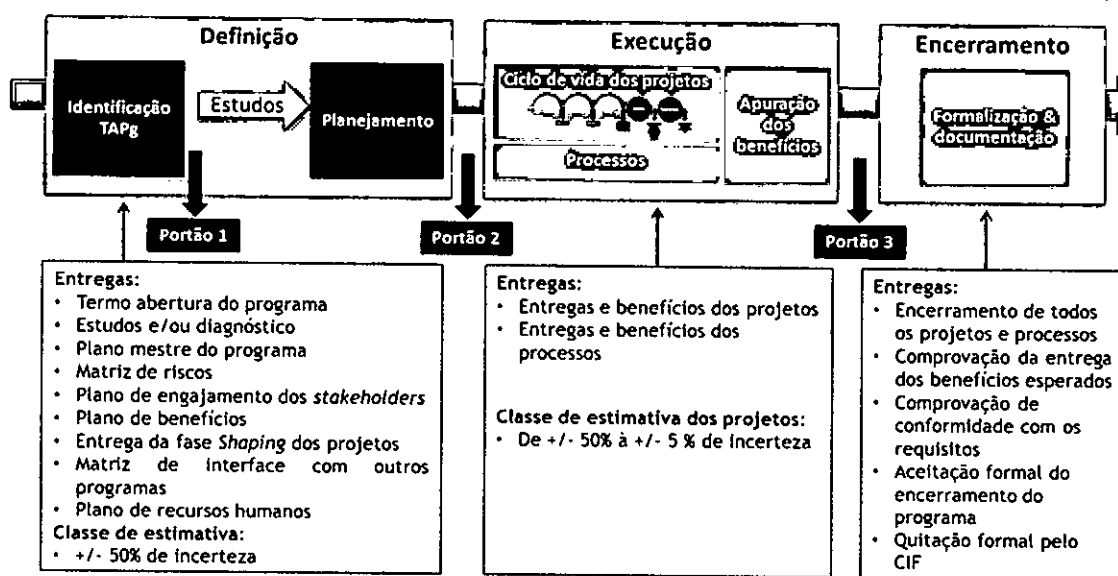 Definição
Identificação
TAPg
Estudos
Planejamento
Execução
Ciclo de vida dos projetos
Processos
Apuração
dos
benefícios
Encerramento
Formalização &
documentação
Portão 1
Portão 2
Portão 3
Entregas:
• Termo abertura do programa
• Estudos e/ou diagnóstico
• Plano mestre do programa
• Matriz de riscos
• Plano de engajamento dos stakeholders
• Plano de benefícios
• Entrega da fase Shaping dos projetos
• Matriz de interface com outros
programas
• Plano de recursos humanos
Classe de estimativa:
• +/- 50% de incerteza
Entregas:
• Entregas e benefícios dos projetos
• Entregas e benefícios dos
processos
Classe de estimativa dos projetos:
• De +/- 50% à +/- 5 % de incerteza
Entregas:
• Encerramento de todos
os projetos e processos
• Comprovação da entrega
dos benefícios esperados
• Comprovação de
conformidade com os
requisitos
• Aceitação formal do
encerramento do
programa
• Quitação formal pelo
CIF